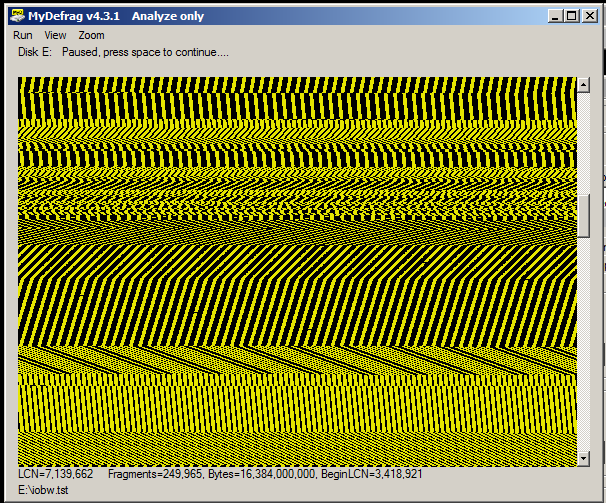 MyDefrag v4.3.1 Analyze only
Run View Zoom
Disk E: Paused, press space to continue....
LCN=7,139,662 Fragments=249,965, Bytes=16,384,000,000, BeginLCN=3,418,921
E:\iobw.tst